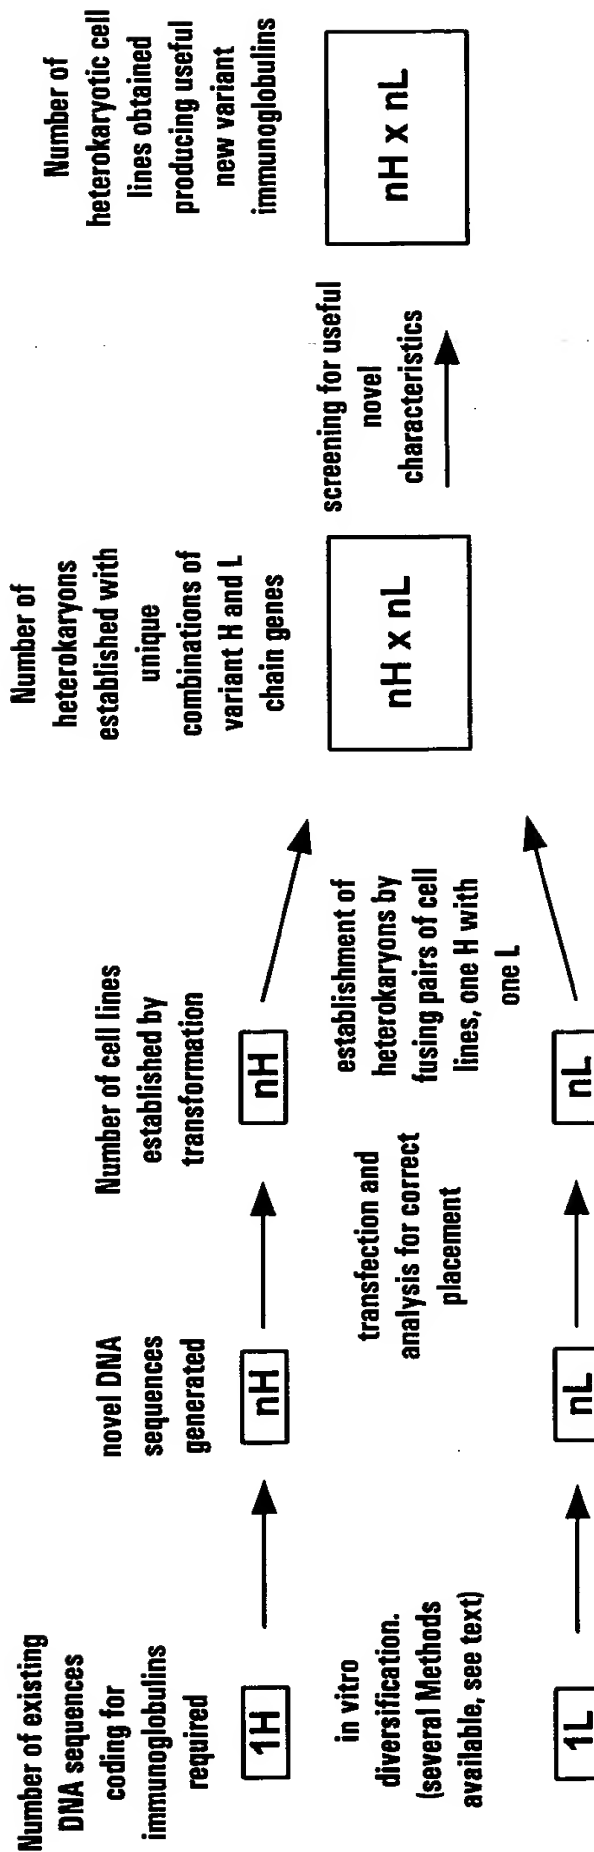 Number of existing
DNA sequences
coding for
immunoglobulins
required
1H
in vitro
diversification.
(several Methods
available, see text)
1L
novel DNA
sequences
generated
nH
nL
transfection and
analysis for correct
placement
Number of cell lines
established by
transformation
nH
nL
establishment of
heterokaryons by
fusing pairs of cell
lines, one H with
one L
Number of
heterokaryons
established with
unique
combinations of
variant H and L
chain genes
nH x nL
screening for useful
novel
characteristics
Number of
heterokaryotic cell
lines obtained
producing useful
new variant
immunoglobulins
nH x nL